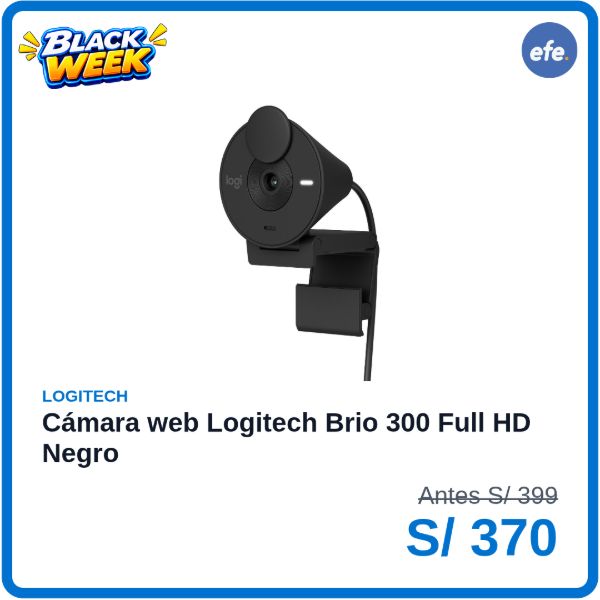 BLACK
WEEK
efe.
logi
LOGITECH
Cámara web Logitech Brio 300 Full HD
Negro
Antes S/ 399
S/ 370